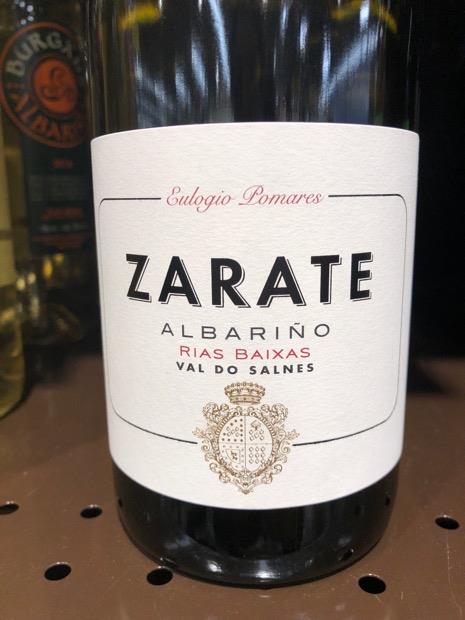 Eulogio Pomares
ZARATE
ALBARIÑO
RIAS BAIXAS
VAL DO SALNES